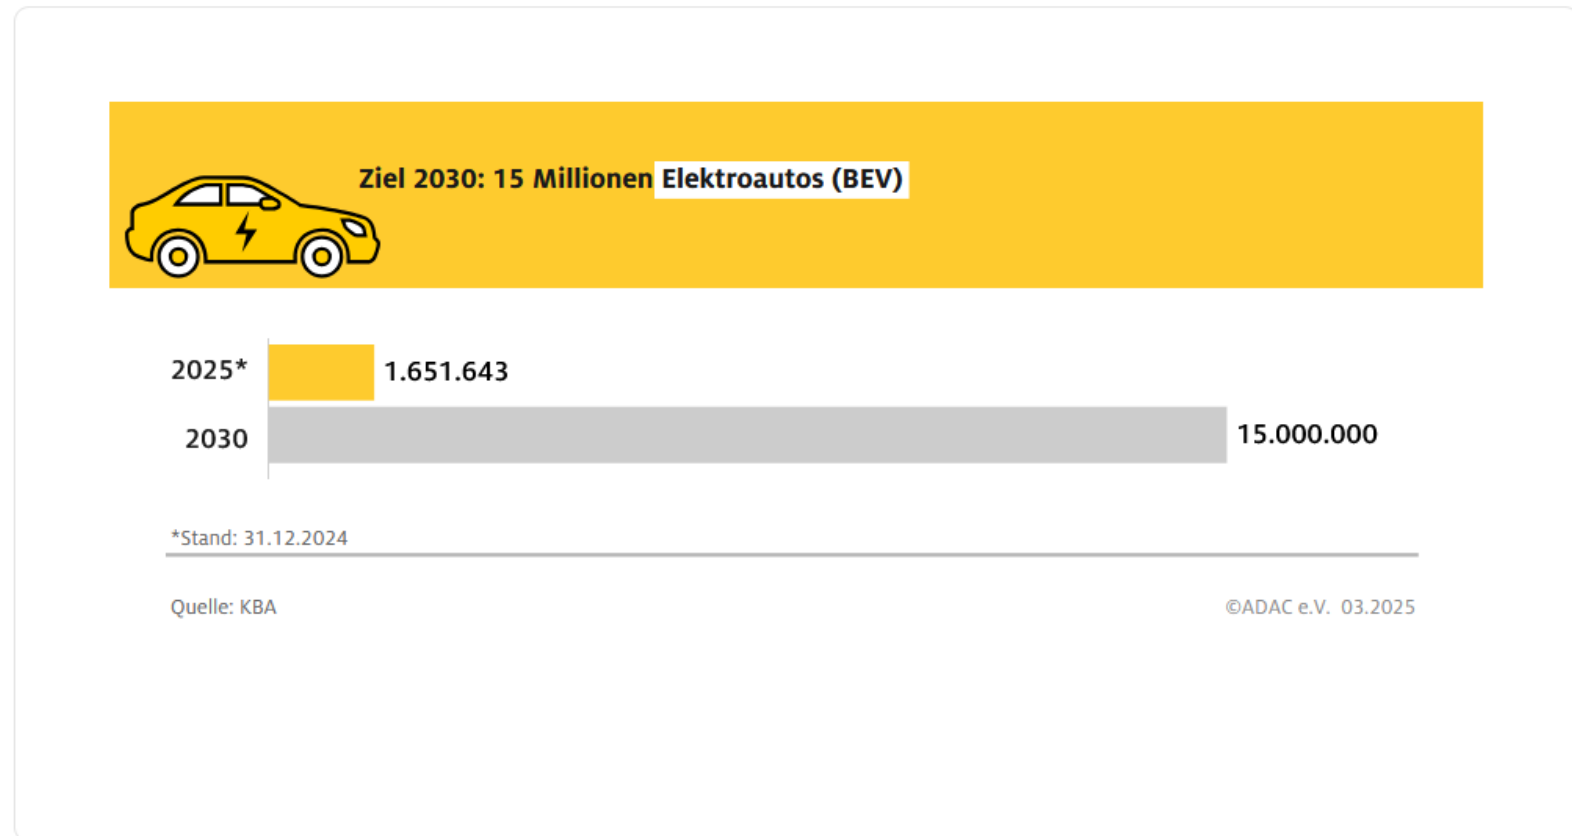 Ziel 2030: 15 Millionen Elektroautos (BEV)
2025* 1.651.643
2030 15.000.000
*Stand: 31.12.2024
Quelle: KBA ©ADAC e.V. 03.2025